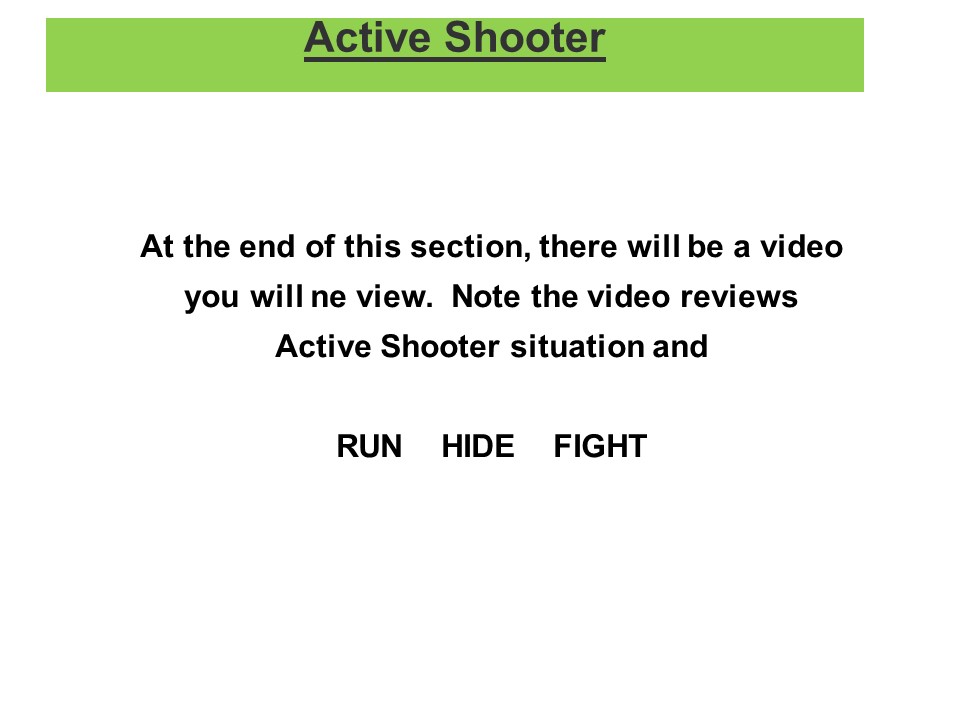 Active Shooter
At the end of this section, there will be a video
you will ne view.  Note the video reviews
Active Shooter situation and
RUN    HIDE    FIGHT